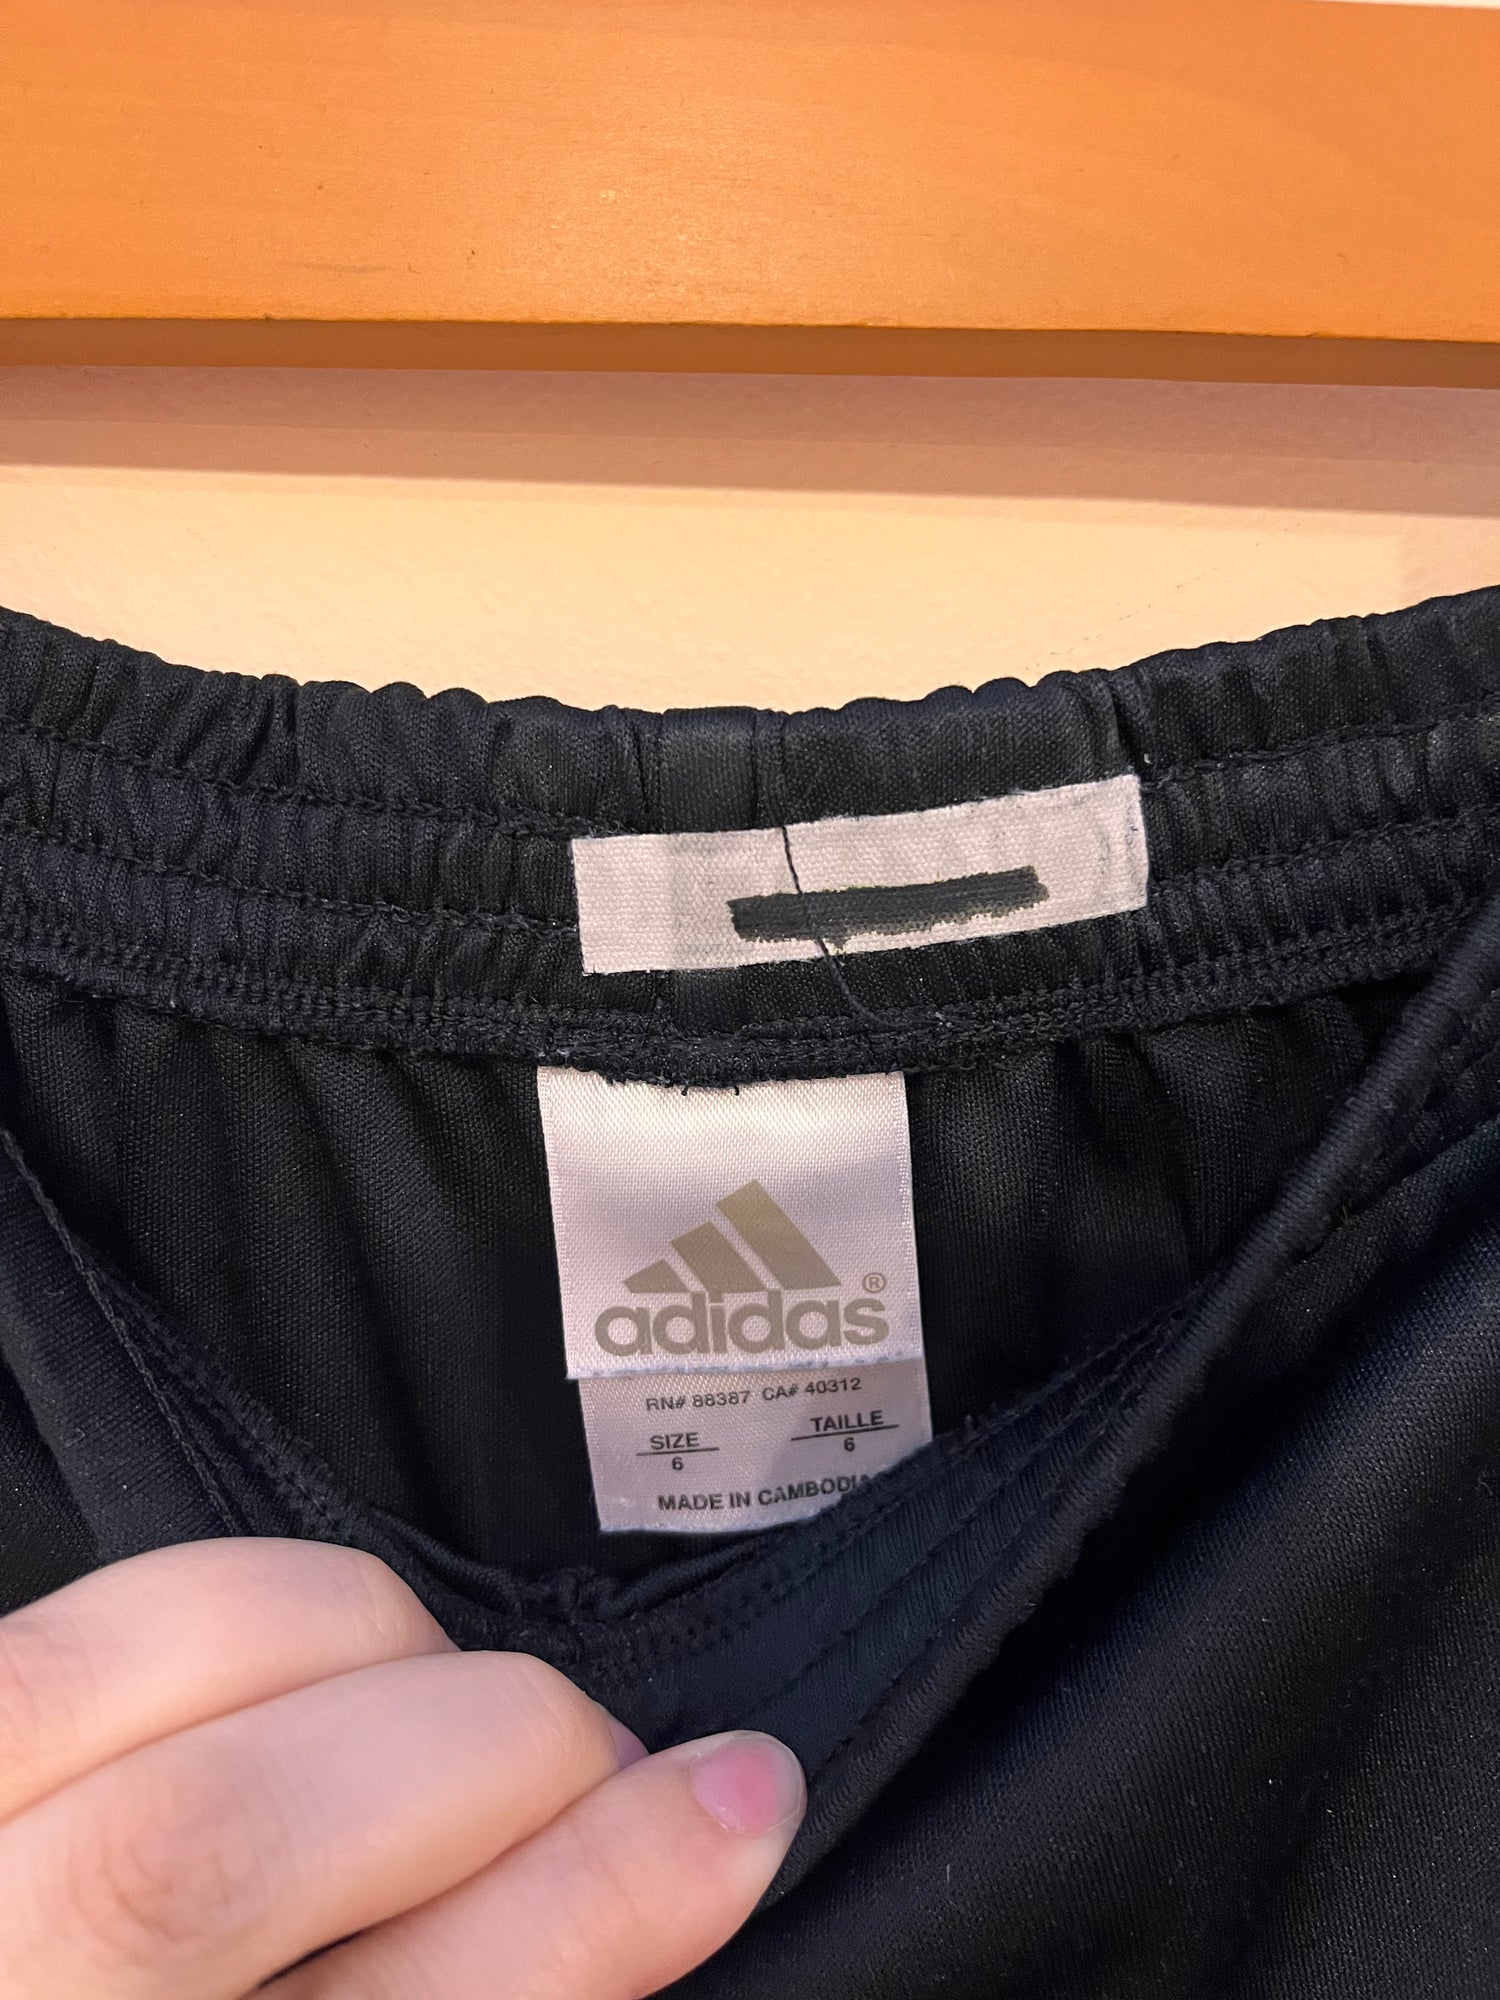 adidas®
RN# 88387 CA# 40312
SIZE TAILLE
6 6
MADE IN CAMBODIA